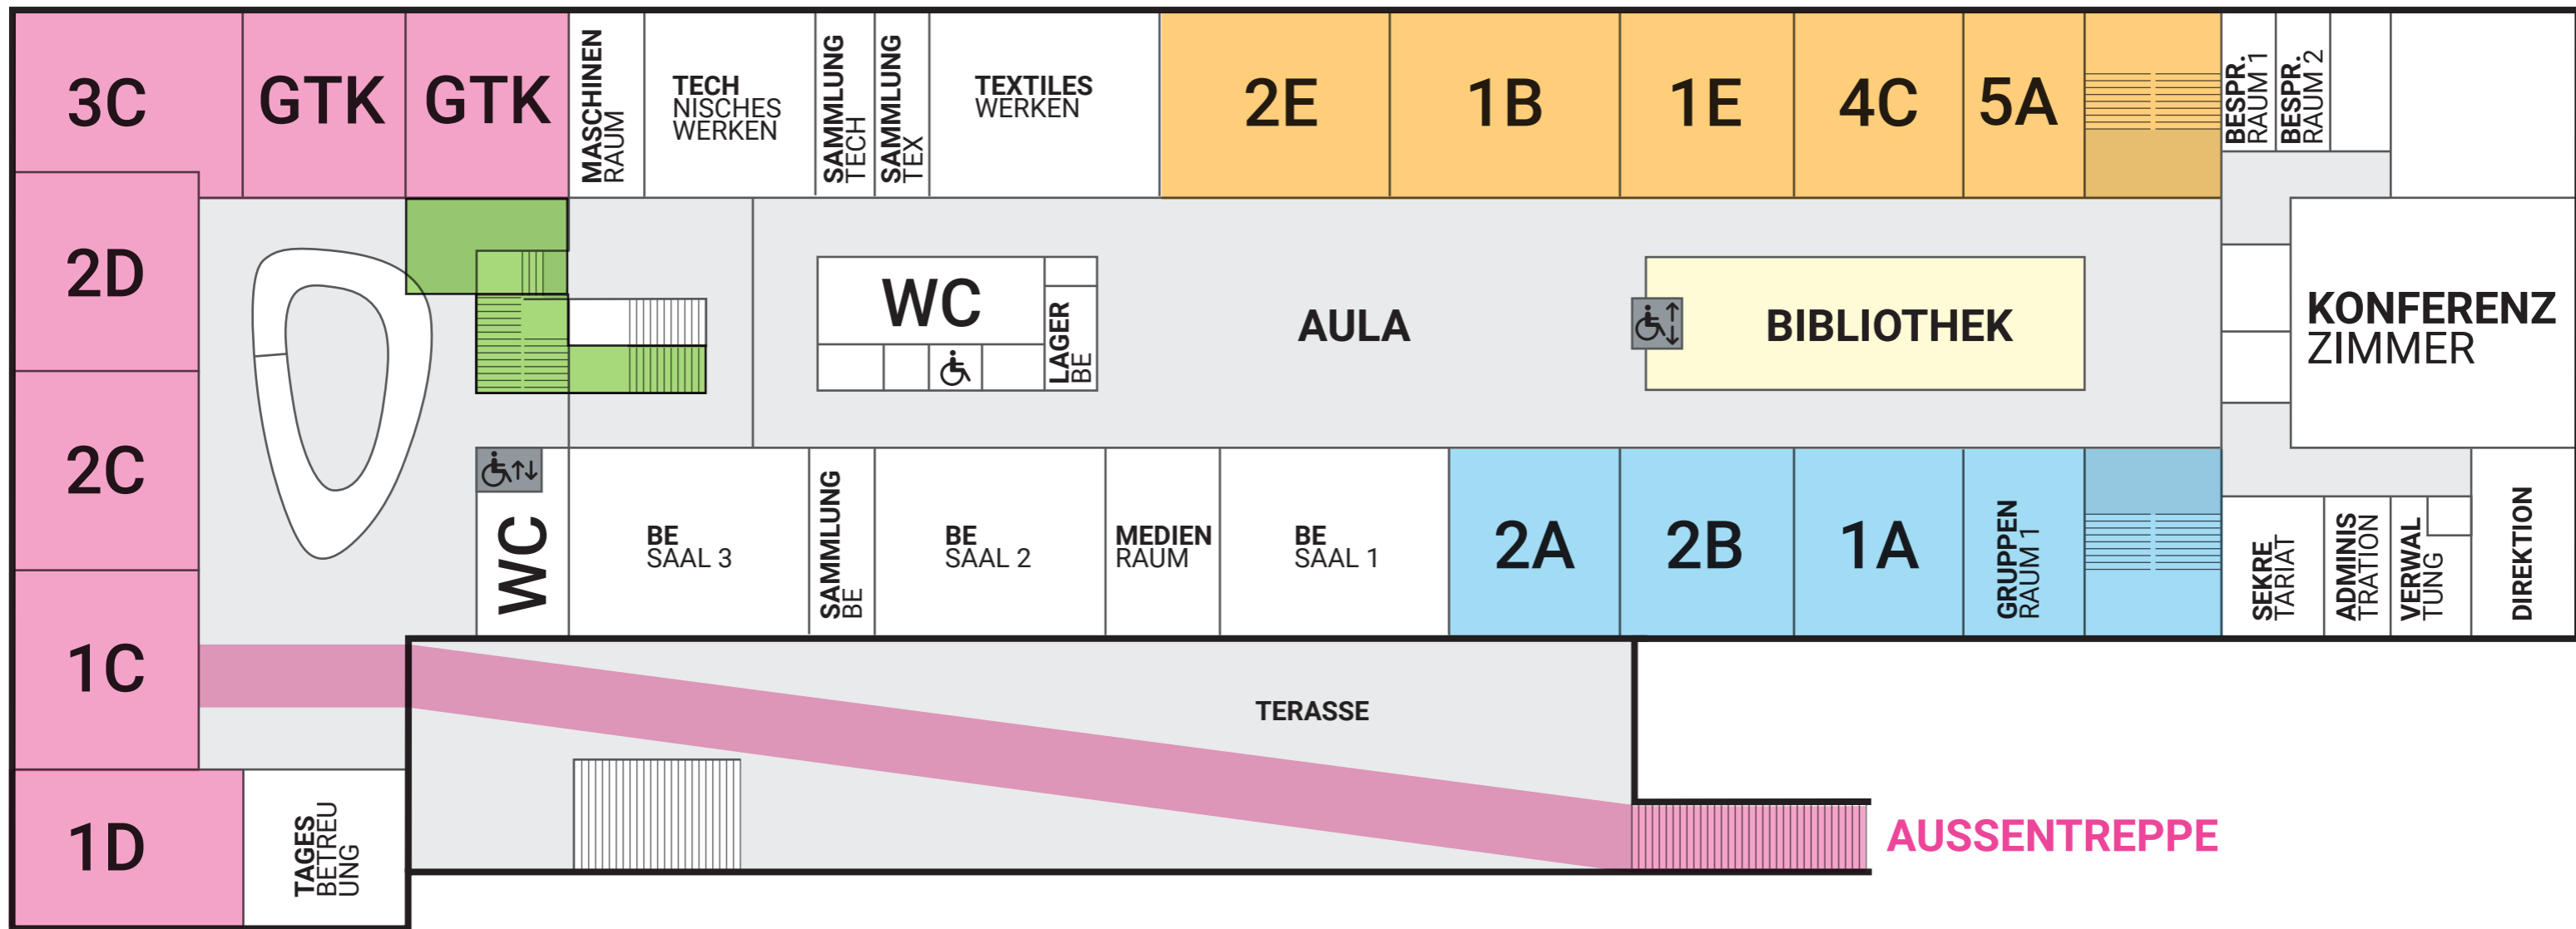 3C
GTK
GTK
MASCHINEN
RAUM
TECH
NISCHES
WERKEN
SAMMLUNG
TECH
SAMMLUNG
TEX
TEXTILES
WERKEN
2E
1B
1E
4C
5A
BESPR.
RAUM 1
BESPR.
RAUM 2
2D
WC
LAGER
BE
AULA
BIBLIOTHEK
KONFERENZ
ZIMMER
2C
WC
BE
SAAL 3
SAMMLUNG
BE
BE
SAAL 2
MEDIEN
RAUM
BE
SAAL 1
2A
2B
1A
GRUPPEN
RAUM 1
SEKRE
TARIAT
ADMINIS
TRATION
VERWAL
TUNG
DIREKTION
1C
TERASSE
1D
TAGES
BETREU
UNG
AUSSENTREPPE